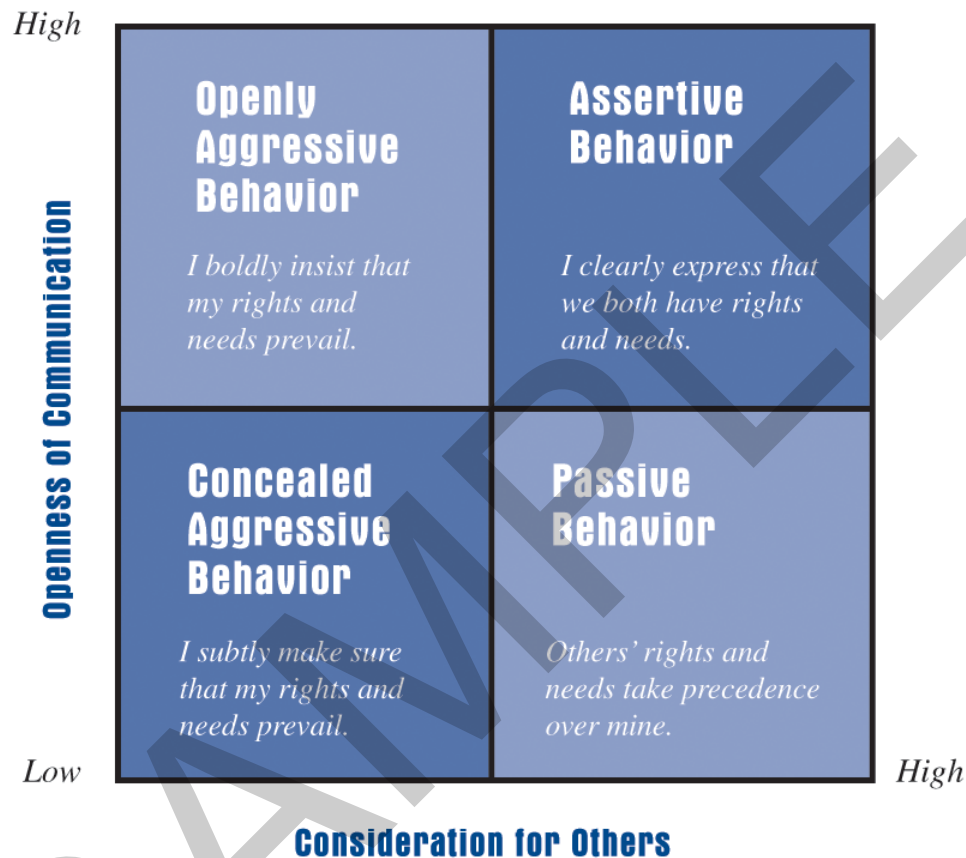 High
Openly
Aggressive
Behavior
I boldly insist that
my rights and
needs prevail.
Assertive
Behavior
I clearly express that
we both have rights
and needs.
Openness of Communication
Concealed
Aggressive
Behavior
I subtly make sure
that my rights and
needs prevail.
Passive
Behavior
Others’ rights and
needs take precedence
over mine.
Low
High
Consideration for Others
SAMPLE